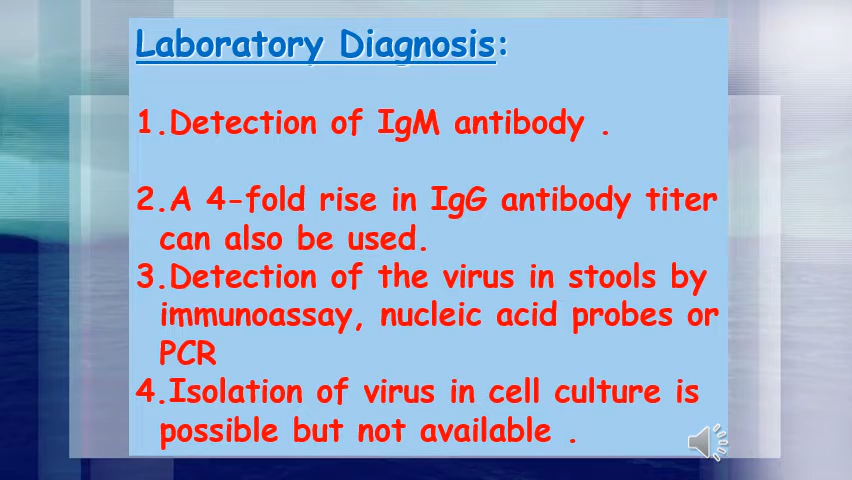 Laboratory Diagnosis:
1.Detection of IgM antibody .
2.A 4-fold rise in IgG antibody titer
can also be used.
3.Detection of the virus in stools by
immunoassay, nucleic acid probes or
PCR
4.Isolation of virus in cell culture is
possible but not available .